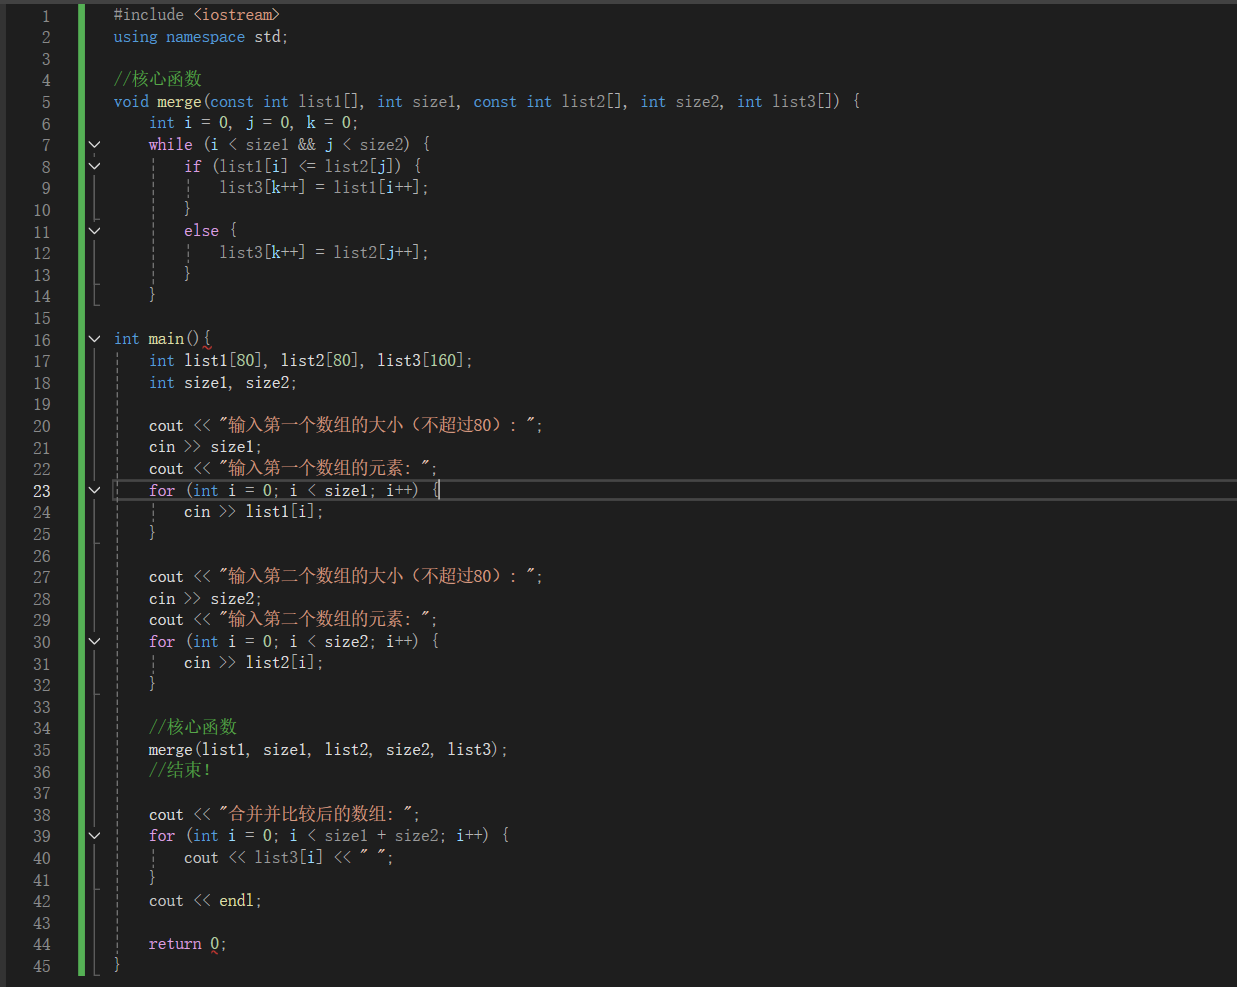 1 #include <iostream>
2 using namespace std;
3
4 //核心函数
5 void merge(const int list1[], int size1, const int list2[], int size2, int list3[]) {
6 int i = 0, j = 0, k = 0;
7 while (i < size1 && j < size2) {
8 if (list1[i] <= list2[j]) {
9 list3[k++] = list1[i++];
10 }
11 else {
12 list3[k++] = list2[j++];
13 }
14 }
15
16 int main(){
17 int list1[80], list2[80], list3[160];
18 int size1, size2;
19
20 cout << "输入第一个数组的大小（不超过80）: ";
21 cin >> size1;
22 cout << "输入第一个数组的元素: ";
23 for (int i = 0; i < size1; i++) {
24 cin >> list1[i];
25 }
26
27 cout << "输入第二个数组的大小（不超过80）: ";
28 cin >> size2;
29 cout << "输入第二个数组的元素: ";
30 for (int i = 0; i < size2; i++) {
31 cin >> list2[i];
32 }
33
34 //核心函数
35 merge(list1, size1, list2, size2, list3);
36 //结束!
37
38 cout << "合并并比较后的数组: ";
39 for (int i = 0; i < size1 + size2; i++) {
40 cout << list3[i] << " ";
41 }
42 cout << endl;
43
44 return 0;
45 }